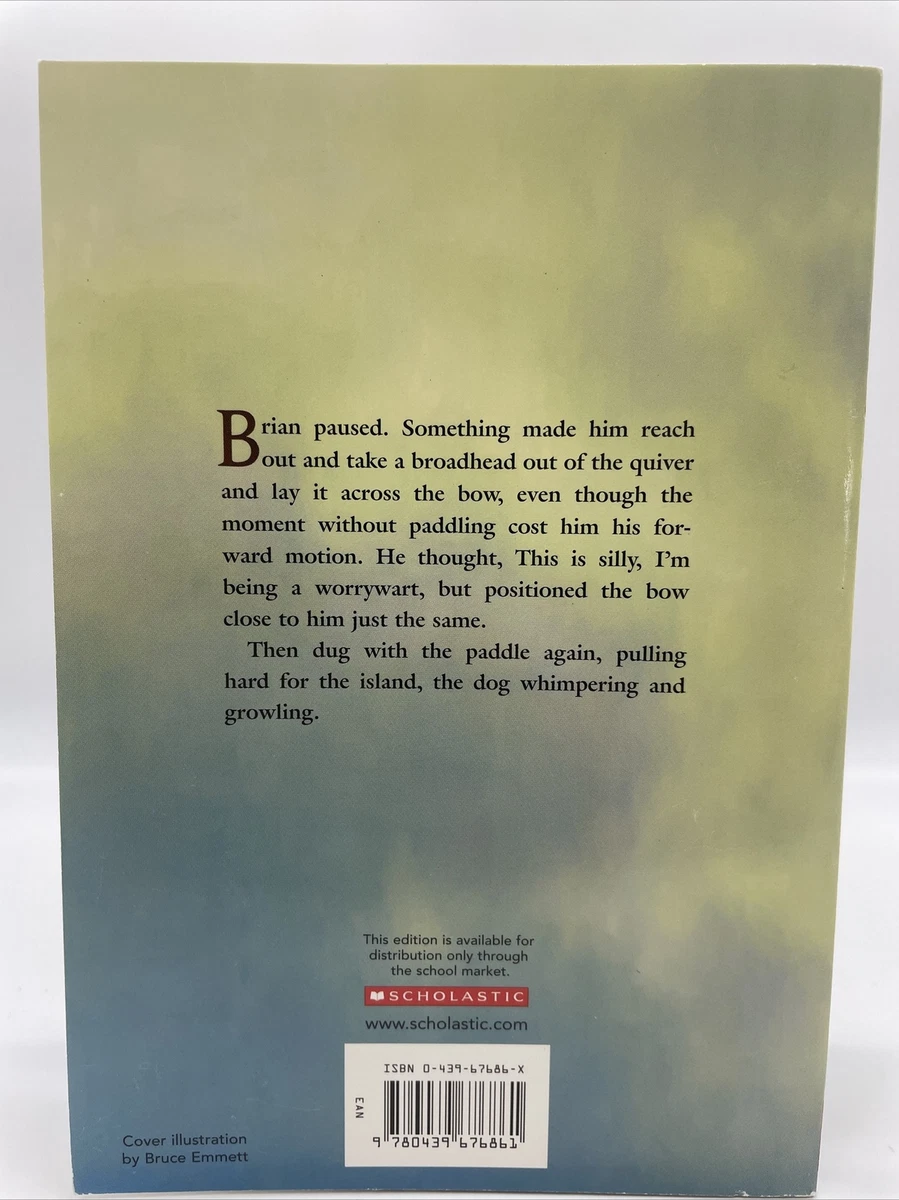 Brian paused. Something made him reach
out and take a broadhead out of the quiver
and lay it across the bow, even though the
moment without paddling cost him his for-
ward motion. He thought, This is silly, I'm
being a worrywart, but positioned the bow
close to him just the same.
Then dug with the paddle again, pulling
hard for the island, the dog whimpering and
growling.
This edition is available for
distribution only through
the school market.
SCHOLASTIC
www.scholastic.com
ISBN 0-439-67686-X
EAN
9 780439 676861
Cover illustration
by Bruce Emmett